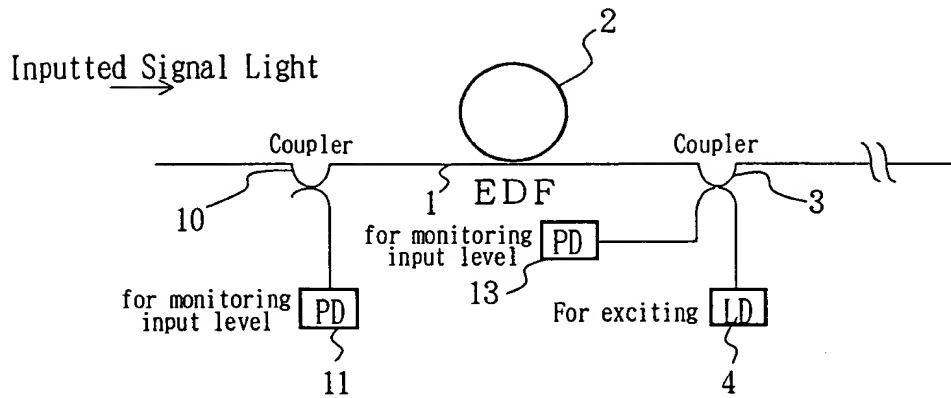 2
Inputted Signal Light
Coupler
Coupler
10
1
EDF
3
for monitoring
input level
PD
13
for monitoring
input level
PD
For exciting
LD
11
4